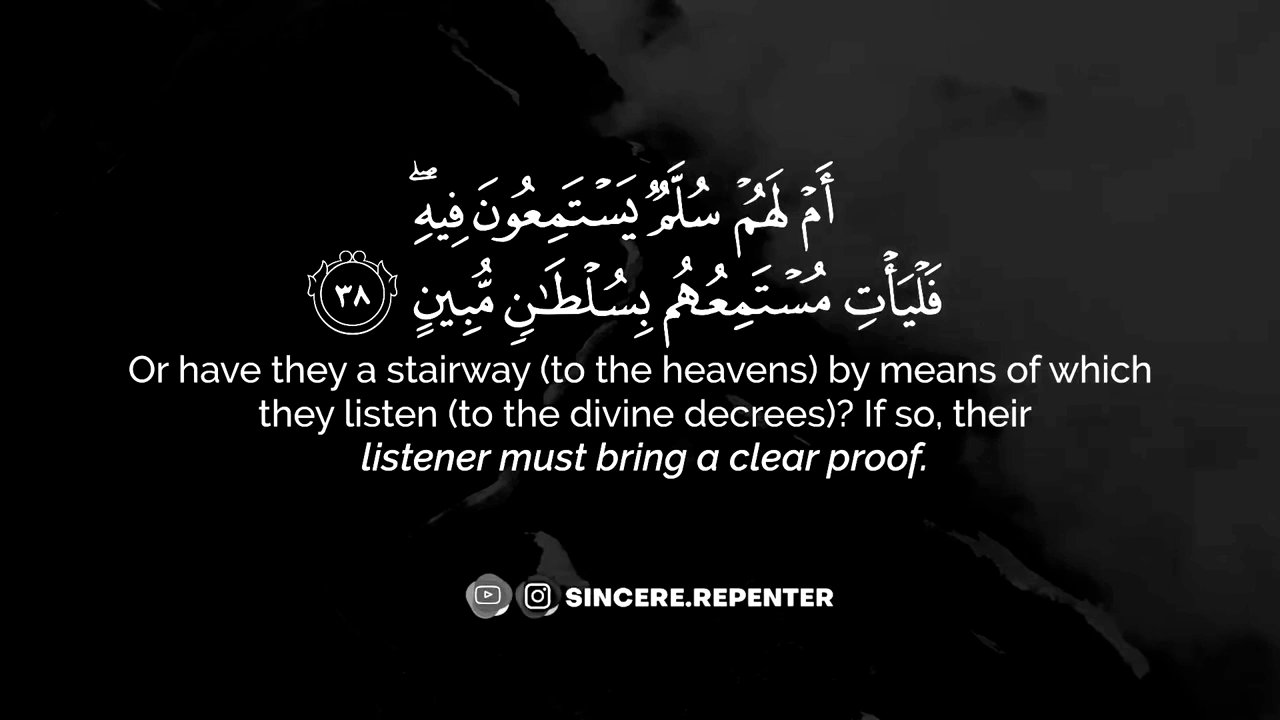 أَمْ لَهُمْ سُلَّمٌ يَسْتَمِعُونَ فِيهِ ۖ
فَلْيَأْتِ مُسْتَمِعُهُم بِسُلْطَـٰنٍ مُّبِينٍ ٣٨
Or have they a stairway (to the heavens) by means of which
they listen (to the divine decrees)? If so, their
listener must bring a clear proof.
SINCERE.REPENTER